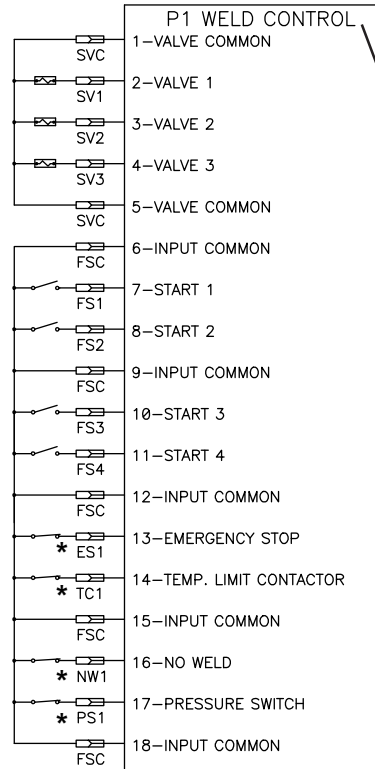 P1 WELD CONTROL
1-VALVE COMMON
SVC
2-VALVE 1
SV1
3-VALVE 2
SV2
4-VALVE 3
SV3
5-VALVE COMMON
SVC
6-INPUT COMMON
FSC
7-START 1
FS1
8-START 2
FS2
9-INPUT COMMON
FSC
10-START 3
FS3
11-START 4
FS4
12-INPUT COMMON
FSC
13-EMERGENCY STOP
* ES1
14-TEMP. LIMIT CONTACTOR
* TC1
15-INPUT COMMON
FSC
16-NO WELD
* NW1
17-PRESSURE SWITCH
* PS1
18-INPUT COMMON
FSC